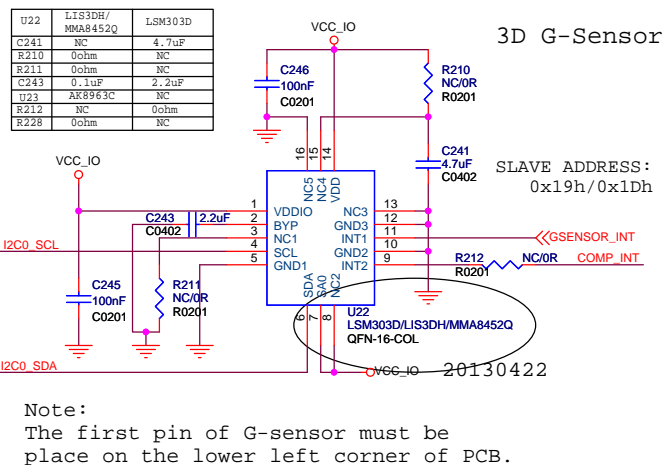 U22 LIS3DH/ MMA8452Q LSM303D
C241 NC 4.7uF
R210 0ohm NC
R211 0ohm NC
C243 0.1uF 2.2uF
U23 AK8963C NC
R212 NC 0ohm
R228 0ohm NC
3D G-Sensor
VCC_IO
C246
100nF
C0201
R210
NC/0R
R0201
C241
4.7uF
C0402
SLAVE ADDRESS:
0x19h/0x1Dh
VCC_IO
16 15 14
NC5 NC4 VDD
1 VDDIO
2 BYP
3 NC1
4 SCL
5 GND1
NC3 13
GND3 12
INT1 11
GND2 10
INT2 9
SDA SA0 NC2
6 7 8
C243 2.2uF
C0402
I2C0_SCL
GSENSOR_INT
R212 NC/0R
R0201
COMP_INT
C245
100nF
C0201
R211
NC/0R
R0201
U22
LSM303D/LIS3DH/MMA8452Q
QFN-16-COL
I2C0_SDA
VCC_IO
20130422
Note:
The first pin of G-sensor must be
place on the lower left corner of PCB.